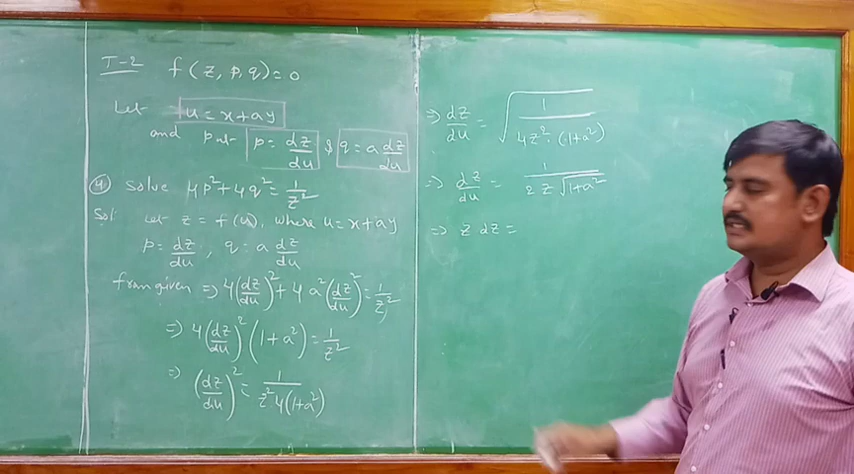 T-2 f(z, p, q) = 0
Let u = x + ay
and put p = dz/du & q = a dz/du
4 Solve 4p² + 4q² = 1/z²
Sol: Let z = f(u), where u = x + ay
p = dz/du, q = a dz/du
from given ⇒ 4(dz/du)² + 4 a²(dz/du)² = 1/z²
⇒ 4(dz/du)² (1 + a²) = 1/z²
⇒ (dz/du)² = 1/z² 4(1+a²)
⇒ dz/du = √1/4z² · (1+a²)
⇒ dz/du = 1/2 z √1+a²
⇒ z dz =